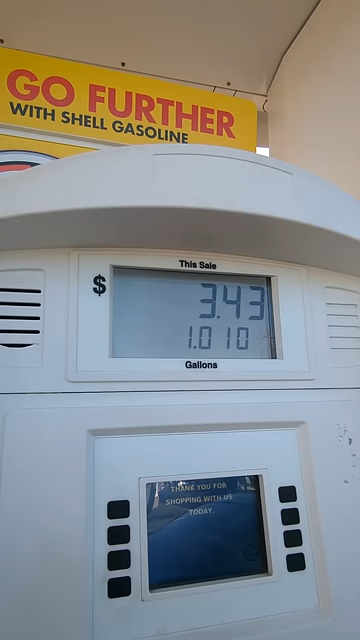 GO FURTHER
WITH SHELL GASOLINE
This Sale
$ 3.43
1.010
Gallons
THANK YOU FOR
SHOPPING WITH US
TODAY.